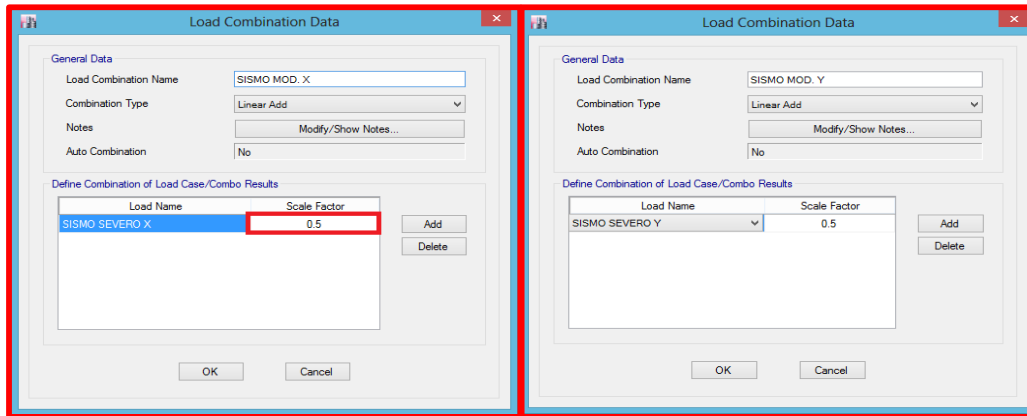 Load Combination Data
General Data
Load Combination Name SISMO MOD. X
Combination Type Linear Add
Notes Modify/Show Notes...
Auto Combination No
Define Combination of Load Case/Combo Results
Load Name Scale Factor
SISMO SEVERO X 0.5
Add
Delete
OK Cancel
Load Combination Data
General Data
Load Combination Name SISMO MOD. Y
Combination Type Linear Add
Notes Modify/Show Notes...
Auto Combination No
Define Combination of Load Case/Combo Results
Load Name Scale Factor
SISMO SEVERO Y 0.5
Add
Delete
OK Cancel